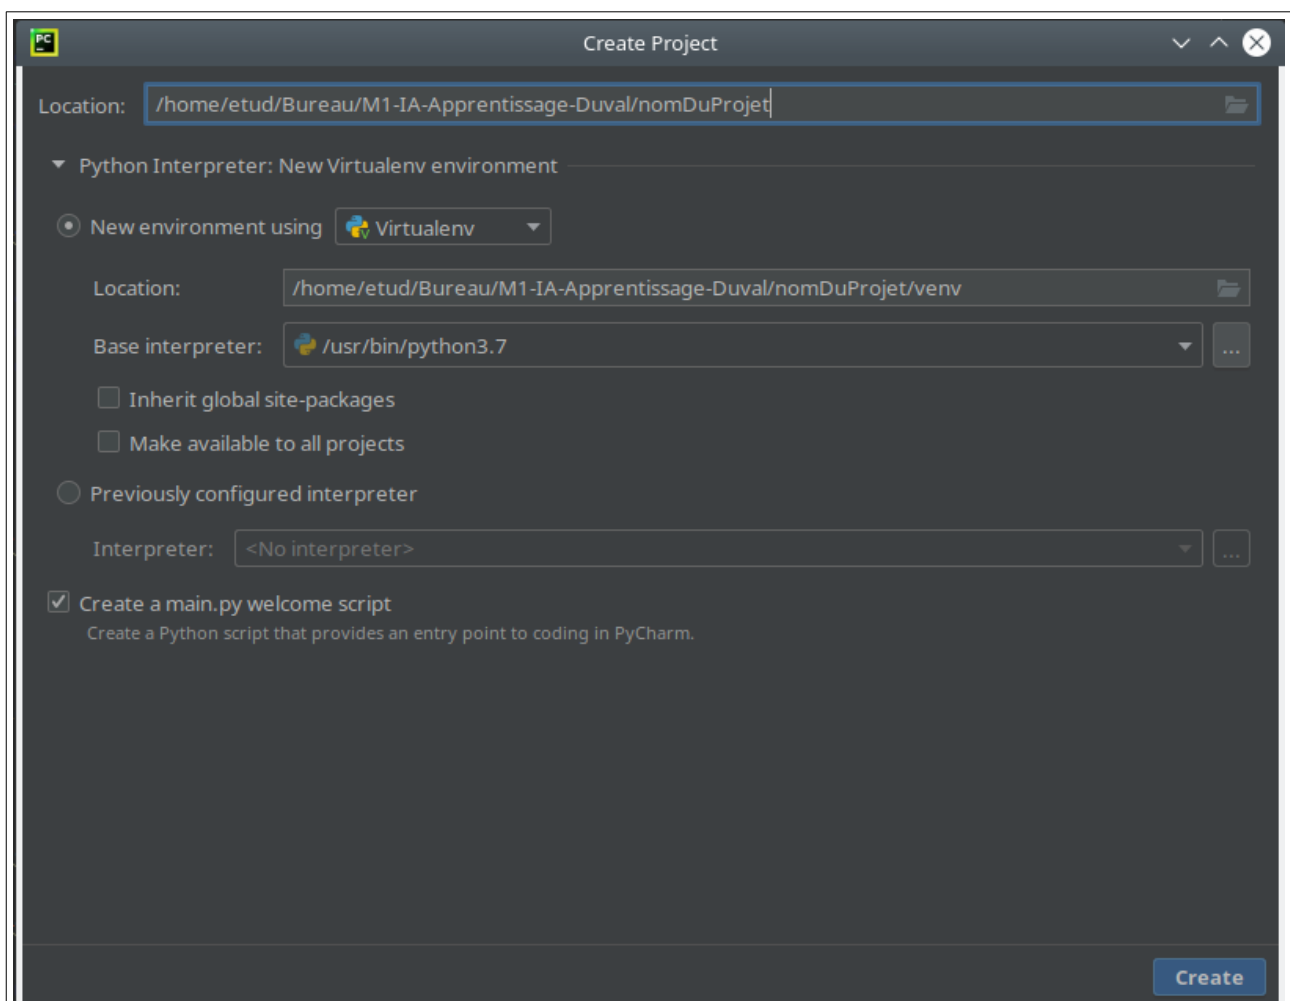 PC
Create Project
Location: /home/etud/Bureau/M1-IA-Apprentissage-Duval/nomDuProjet
Python Interpreter: New Virtualenv environment
New environment using Virtualenv
Location: /home/etud/Bureau/M1-IA-Apprentissage-Duval/nomDuProjet/venv
Base interpreter: /usr/bin/python3.7 ...
Inherit global site-packages
Make available to all projects
Previously configured interpreter
Interpreter: <No interpreter> ...
Create a main.py welcome script
Create a Python script that provides an entry point to coding in PyCharm.
Create